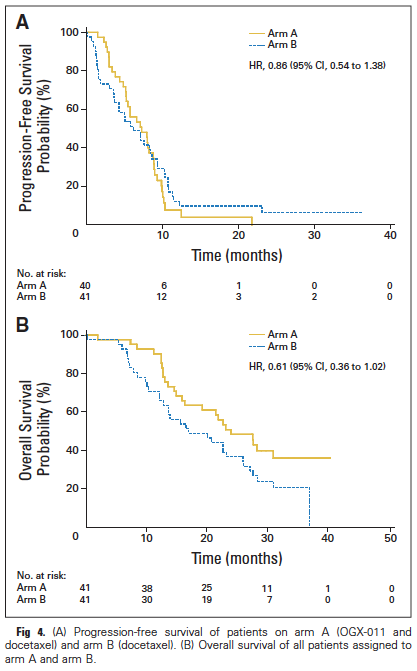 A
100
80
60
40
20
0
10
20
30
40
Progression-Free Survival
Probability (%)
Arm A
Arm B
HR, 0.86 (95% CI, 0.54 to 1.38)
Time (months)
No. at risk:
Arm A 40 6 1 0 0
Arm B 41 12 3 2 0
B
100
80
60
40
20
0
10
20
30
40
Overall Survival
Probability (%)
Arm A
Arm B
HR, 0.61 (95% CI, 0.36 to 1.02)
Time (months)
No. at risk:
Arm A 41 38 25 11 1 0
Arm B 41 30 19 7 0 0
Fig 4. (A) Progression-free survival of patients on arm A (OGX-011 and
docetaxel) and arm B (docetaxel). (B) Overall survival of all patients assigned to
arm A and arm B.